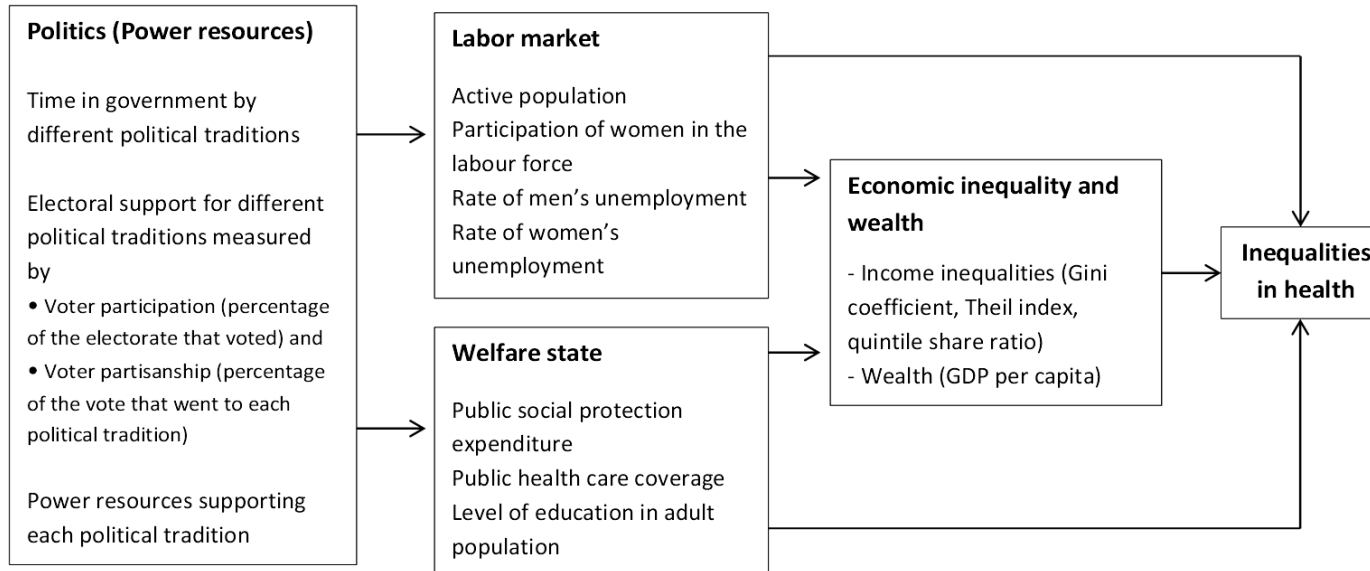 Politics (Power resources)
Time in government by
different political traditions
Electoral support for different
political traditions measured
by
• Voter participation (percentage
of the electorate that voted) and
• Voter partisanship (percentage
of the vote that went to each
political tradition)
Power resources supporting
each political tradition
Labor market
Active population
Participation of women in the
labour force
Rate of men’s unemployment
Rate of women’s
unemployment
Welfare state
Public social protection
expenditure
Public health care coverage
Level of education in adult
population
Economic inequality and
wealth
- Income inequalities (Gini
coefficient, Theil index,
quintile share ratio)
- Wealth (GDP per capita)
Inequalities
in health